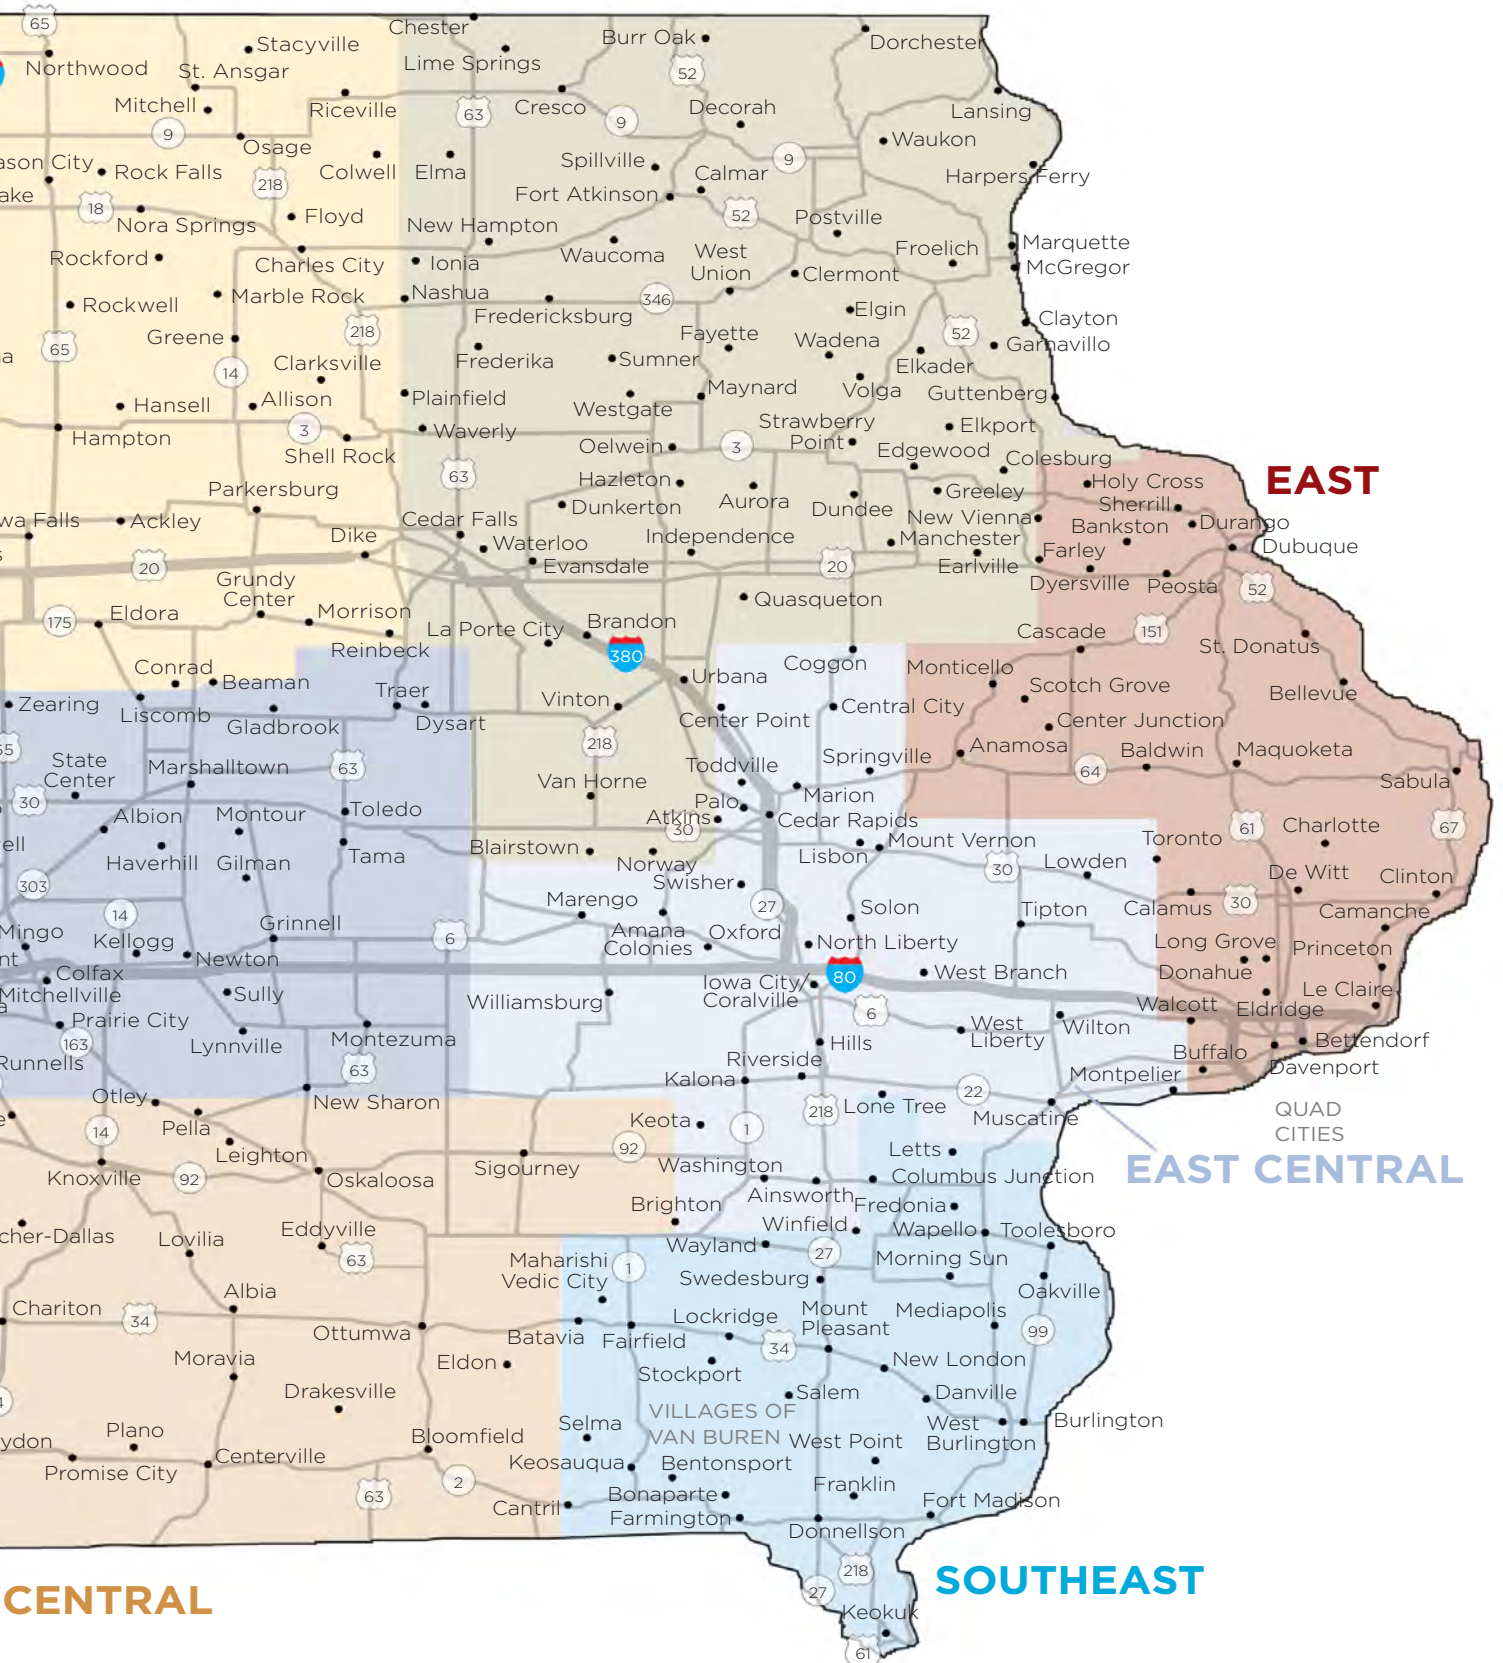 65
Chester
Burr Oak
Dorchester
Stacyville
Lime Springs
Northwood
St. Ansgar
52
Mitchell
Riceville
63
Cresco
9
Decorah
Lansing
9
Osage
Waukon
ason City
Rock Falls
218
Colwell
Elma
Spillville
9
Calmar
Harpers Ferry
ake
18
Fort Atkinson
52
Nora Springs
Floyd
New Hampton
Postville
Rockford
Charles City
Ionia
Waucoma
West
Union
Froelich
Marquette
McGregor
Clermont
Rockwell
Marble Rock
Nashua
346
Fredericksburg
Elgin
Clayton
65
Greene
218
Fayette
Wadena
52
Garnavillo
a
14
Clarksville
Frederika
Sumner
Elkader
Hansell
Allison
Plainfield
Westgate
Maynard
Volga
Guttenberg
Hampton
3
Waverly
Strawberry
Point
Elkport
Shell Rock
Oelwein
3
Edgewood
Colesburg
EAST
63
Hazleton
Parkersburg
Aurora
Dundee
Greeley
Holy Cross
Sherrill
wa Falls
Ackley
Cedar Falls
Dunkerton
New Vienna
Bankston
Durango
Dike
Waterloo
Independence
Manchester
Farley
Dubuque
s
20
Evansdale
20
Earlville
Dyersville
Peosta
52
Grundy
Center
175
Eldora
Morrison
Quasqueton
La Porte City
Brandon
Cascade
151
St. Donatus
Reinbeck
380
Coggon
Monticello
Conrad
Beaman
Urbana
Scotch Grove
Bellevue
Zearing
Liscomb
Gladbrook
Traer
Dysart
Vinton
Center Point
Central City
Center Junction
65
State
Center
Marshalltown
63
218
Toddville
Springville
Anamosa
Baldwin
Maquoketa
64
Sabula
30
Van Horne
Palo
Marion
Albion
Montour
Toledo
Atkins
30
Cedar Rapids
Toronto
61
Charlotte
67
ell
Haverhill
Gilman
Tama
Blairstown
Norway
Lisbon
Mount Vernon
30
Lowden
303
Swisher
De Witt
Clinton
14
Marengo
27
Solon
Tipton
Calamus
30
Camanche
Mingo
Kellogg
Grinnell
6
Amana
Colonies
Oxford
North Liberty
Long Grove
Princeton
nt
Newton
Colfax
Iowa City/
Coralville
80
West Branch
Donahue
Mitchellville
Sully
Williamsburg
Walcott
Eldridge
Le Claire
a
Prairie City
6
West
Liberty
Wilton
163
Lynnville
Montezuma
Hills
Buffalo
Bettendorf
Runnells
63
Riverside
Davenport
Kalona
22
Montpelier
Otley
New Sharon
218
Lone Tree
Muscatine
QUAD
CITIES
e
14
Pella
Keota
1
Leighton
92
Letts
EAST CENTRAL
Knoxville
92
Oskaloosa
Sigourney
Washington
Columbus Junction
Ainsworth
Fredonia
Brighton
cher-Dallas
Lovilia
Eddyville
Winfield
Wapello
Toolesboro
63
Wayland
27
Morning Sun
Maharishi
Vedic City
1
Swedesburg
Oakville
Albia
Chariton
34
Ottumwa
Batavia
Fairfield
Lockridge
Mount
Pleasant
Mediapolis
99
34
Moravia
Eldon
Stockport
New London
4
Drakesville
Salem
Danville
VILLAGES OF
VAN BUREN
Selma
West
Burlington
Burlington
ydon
Plano
Bloomfield
West Point
Promise City
Centerville
Keosauqua
Bentonsport
2
Franklin
63
Cantril
Bonaparte
Fort Madison
Farmington
Donnellson
218
SOUTHEAST
27
CENTRAL
Keokuk
61